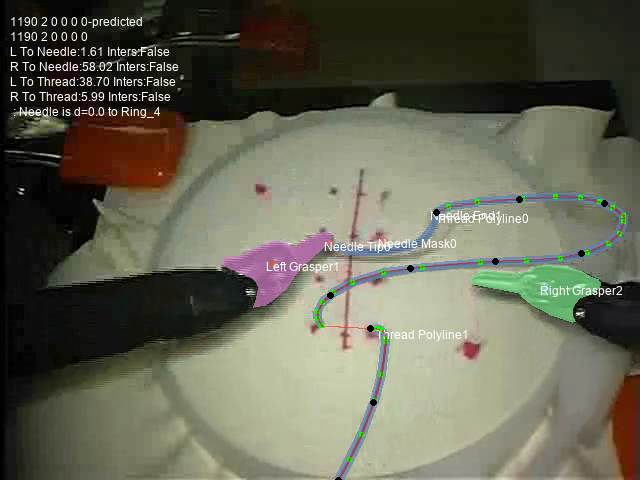 1190 2 0 0 0 0-predicted
1190 2 0 0 0 0
L To Needle:1.61 Inters:False
R To Needle:58.02 Inters:False
L To Thread:38.70 Inters:False
R To Thread:5.99 Inters:False
: Needle is d=0.0 to Ring_4
Needle End1
Thread Polyline0
Needle Tip0
Needle Mask0
Left Grasper1
Right Grasper2
Thread Polyline1